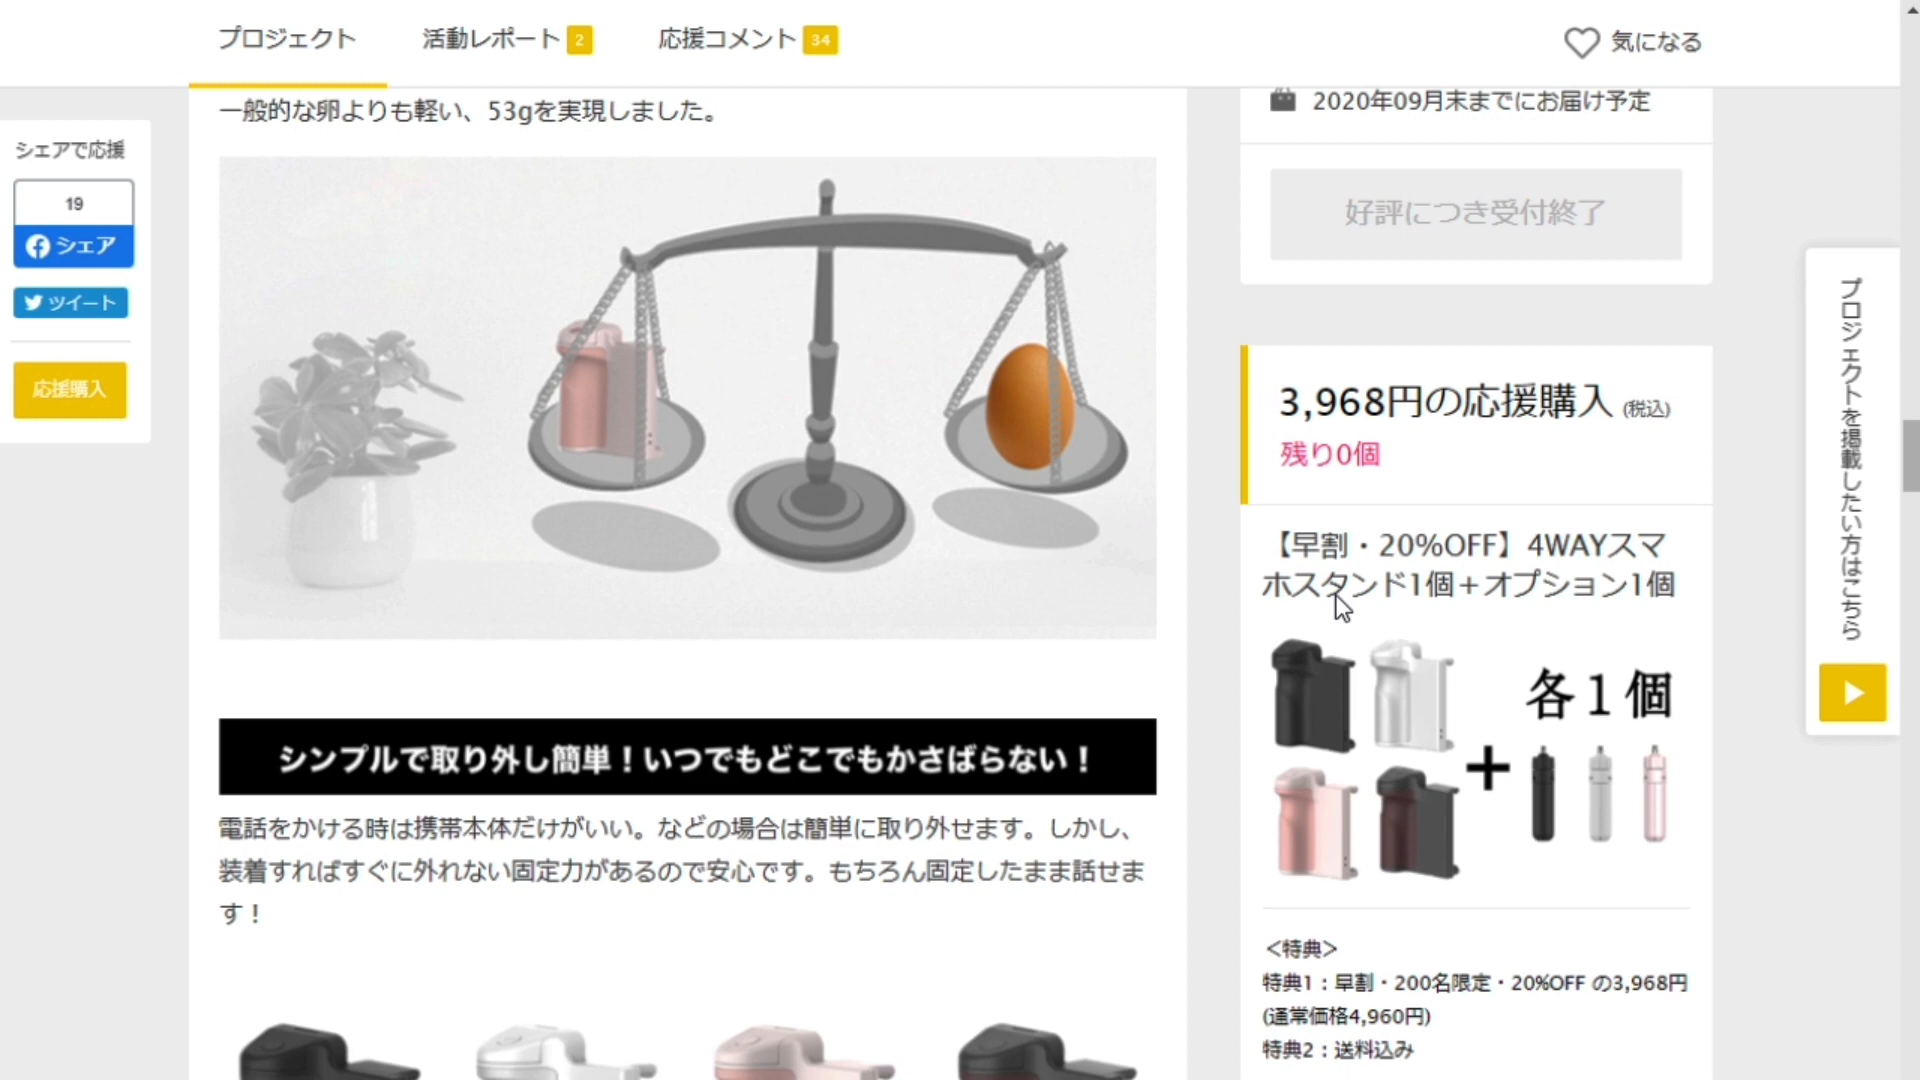 プロジェクト
活動レポート 2
応援コメント 34
気になる
シェアで応援
19
シェア
ツイート
応援購入
一般的な卵よりも軽い、53gを実現しました。
シンプルで取り外し簡単！いつでもどこでもかさばらない！
電話をかける時は携帯本体だけがいい。などの場合は簡単に取り外せます。しかし、
装着すればすぐに外れない固定力があるので安心です。もちろん固定したまま話せま
す！
2020年09月末までにお届け予定
好評につき受付終了
3,968円の応援購入 (税込)
残り0個
【早割・20%OFF】4WAYスマ
ホスタンド1個＋オプション1個
各１個
+
＜特典＞
特典1：早割・200名限定・20%OFF の3,968円
(通常価格4,960円)
特典2：送料込み
プロジェクトを掲載したい方はこちら